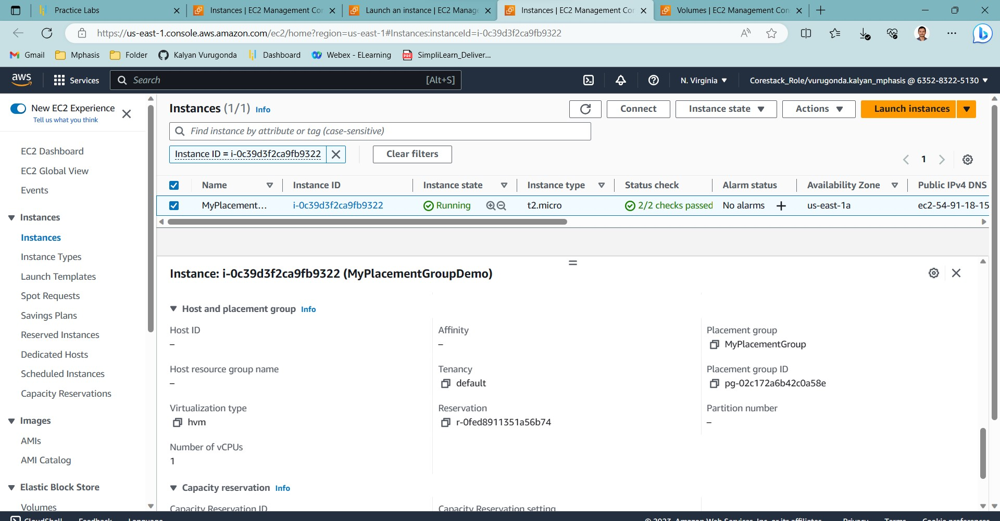 Practice Labs
Instances | EC2 Management Cor
Launch an instance | EC2 Manage
Instances | EC2 Management Cor
Volumes | EC2 Management Con
https://us-east-1.console.aws.amazon.com/ec2/home?region=us-east-1#Instances:instanceId=i-0c39d3f2ca9fb9322
Gmail
Mphasis
Folder
Kalyan Vurugonda
Dashboard
Webex - ELearning
SimpliLearn_Deliver...
aws
Services
Search
[Alt+S]
N. Virginia
Corestack_Role/vurugonda.kalyan_mphasis @ 6352-8322-5130
New EC2 Experience
Tell us what you think
EC2 Dashboard
EC2 Global View
Events
Instances
Instances
Instance Types
Launch Templates
Spot Requests
Savings Plans
Reserved Instances
Dedicated Hosts
Scheduled Instances
Capacity Reservations
Images
AMIs
AMI Catalog
Elastic Block Store
Volumes
Instances (1/1) Info
Connect
Instance state
Actions
Launch instances
Find instance by attribute or tag (case-sensitive)
Instance ID = i-0c39d3f2ca9fb9322
Clear filters
1
Name Instance ID Instance state Instance type Status check Alarm status Availability Zone Public IPv4 DNS
MyPlacement... i-0c39d3f2ca9fb9322 Running t2.micro 2/2 checks passed No alarms + us-east-1a ec2-54-91-18-15
Instance: i-0c39d3f2ca9fb9322 (MyPlacementGroupDemo)
Host and placement group Info
Host ID
–
Affinity
–
Placement group
MyPlacementGroup
Host resource group name
–
Tenancy
default
Placement group ID
pg-02c172a6b42c0a58e
Virtualization type
hvm
Reservation
r-0fed8911351a56b74
Partition number
–
Number of vCPUs
1
Capacity reservation Info
Capacity Reservation ID
Capacity Reservation setting
CloudShell
Feedback
Language
© 2023, Amazon Web Services, Inc. or its affiliates.
Privacy
Terms
Cookie preferences